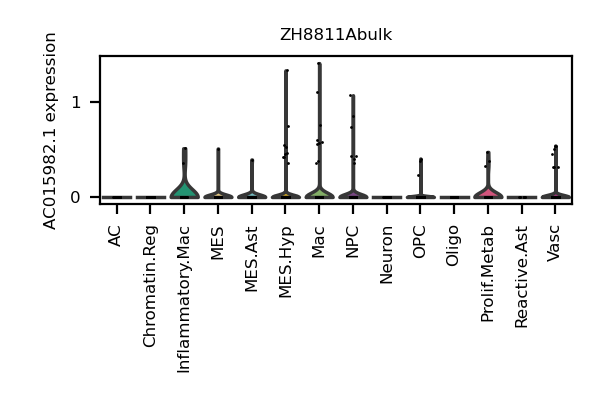 ZH8811Abulk
AC015982.1 expression
1
0
AC
Chromatin.Reg
Inflammatory.Mac
MES
MES.Ast
MES.Hyp
Mac
NPC
Neuron
OPC
Oligo
Prolif.Metab
Reactive.Ast
Vasc